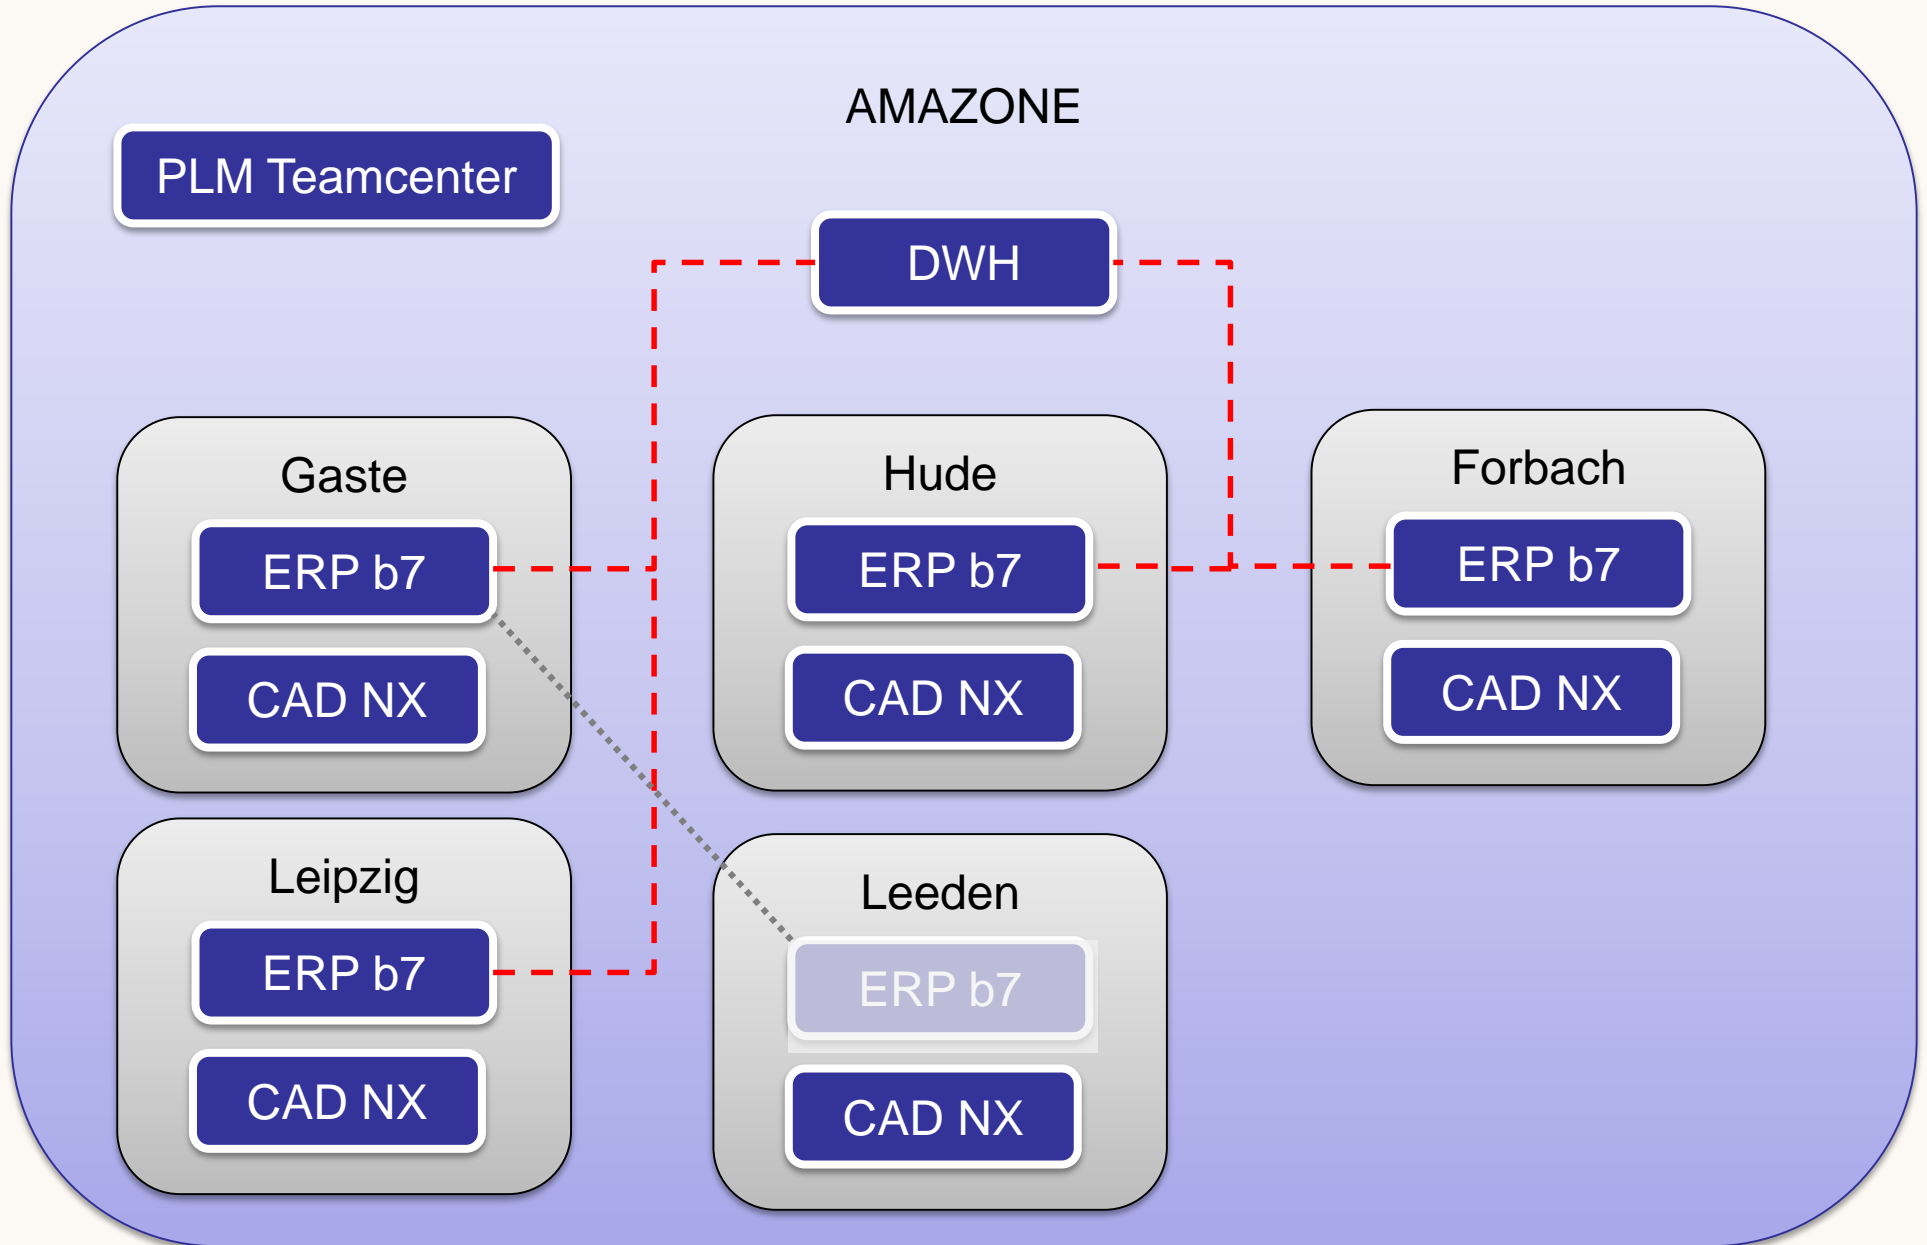 AMAZONE
PLM Teamcenter
DWH
Gaste
ERP b7
CAD NX
Hude
ERP b7
CAD NX
Forbach
ERP b7
CAD NX
Leipzig
ERP b7
CAD NX
Leeden
ERP b7
CAD NX